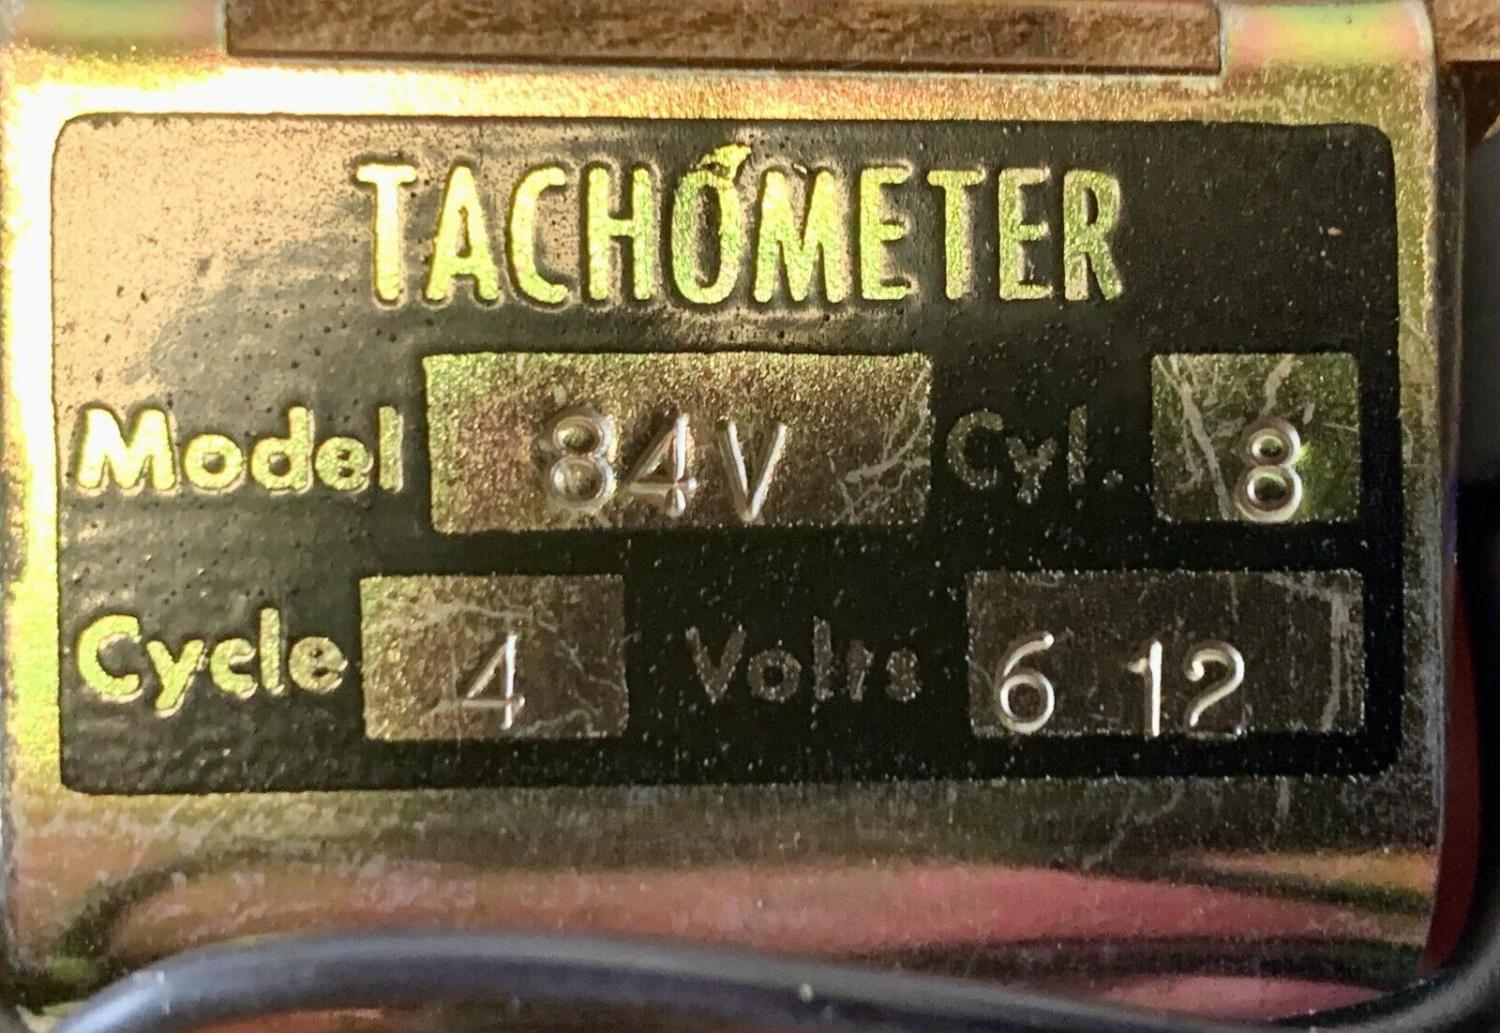 TACHOMETER
Model 84V Cyl. 8
Cycle 4 Volts 6 12